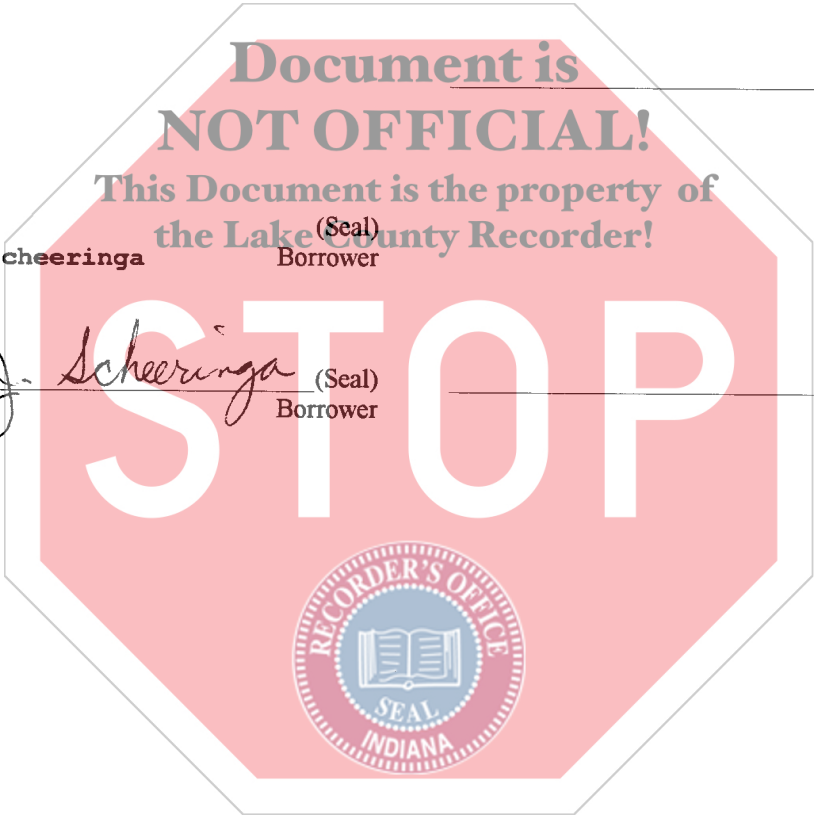 Document is
NOT OFFICIAL!
This Document is the property of
the Lake County Recorder!
(Seal)
cheeringa Borrower
J. Scheeringa (Seal)
Borrower
STOP
RECORDER'S OFFICE
SEAL
INDIANA